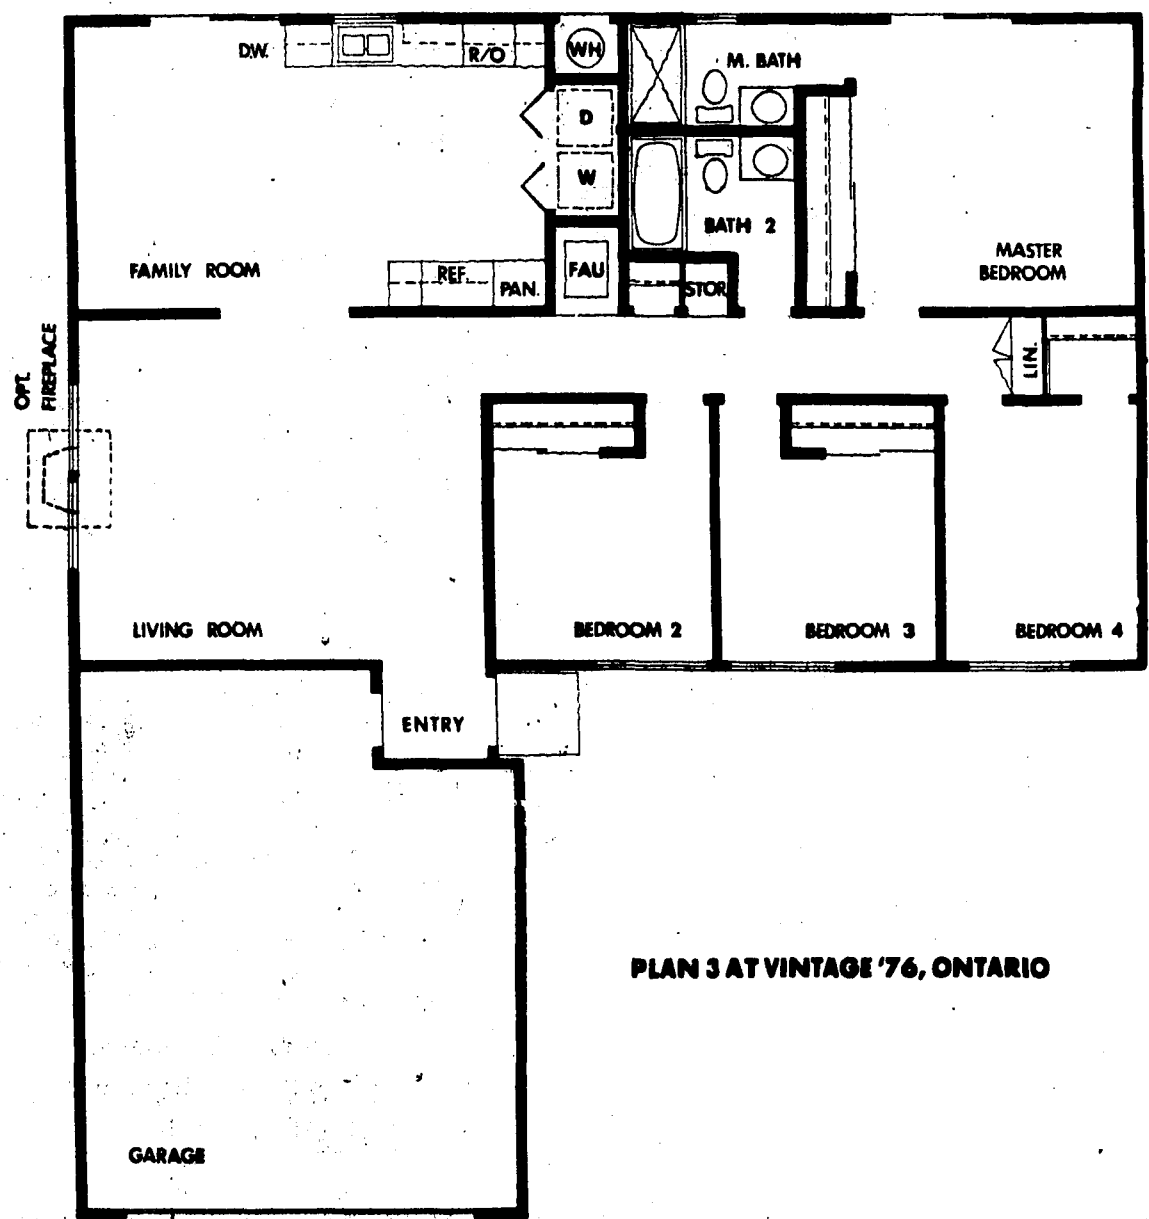 D.W.
R/O
WH
M. BATH
D
W
BATH 2
FAMILY ROOM
REF.
PAN.
FAU
STOR
MASTER
BEDROOM
OPT.
FIREPLACE
LIN.
LIVING ROOM
BEDROOM 2
BEDROOM 3
BEDROOM 4
ENTRY
PLAN 3 AT VINTAGE '76, ONTARIO
GARAGE